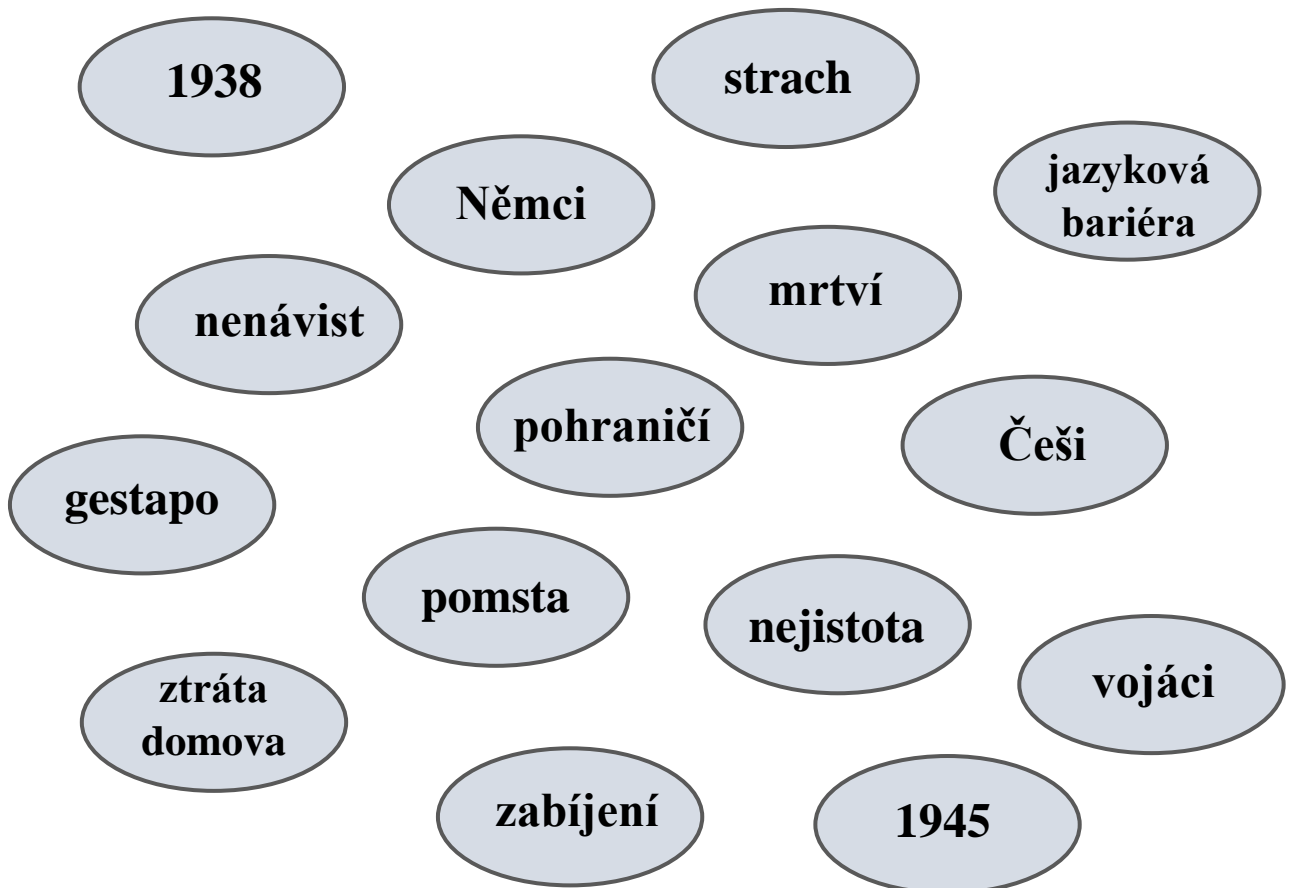 1938
strach
jazyková
bariéra
Němci
mrtví
nenávist
pohraničí
Češi
gestapo
pomsta
nejistota
vojáci
ztráta
domova
zabíjení
1945